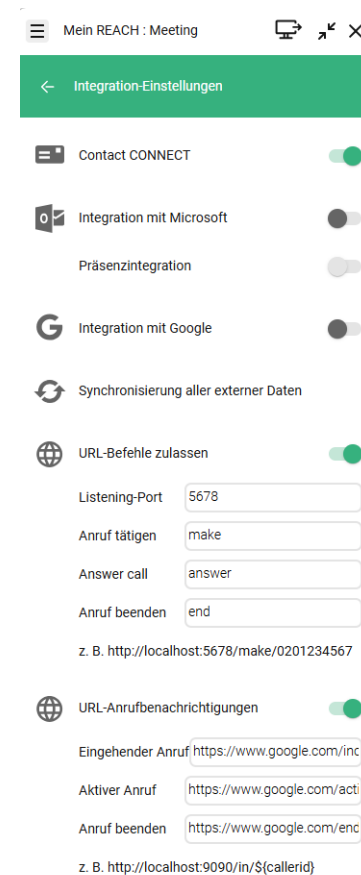 Mein REACH : Meeting
Integration-Einstellungen
Contact CONNECT
Integration mit Microsoft
Präsenzintegration
Integration mit Google
Synchronisierung aller externer Daten
URL-Befehle zulassen
Listening-Port 5678
Anruf tätigen make
Answer call answer
Anruf beenden end
z. B. http://localhost:5678/make/0201234567
URL-Anrufbenachrichtigungen
Eingehender Anruf https://www.google.com/inc
Aktiver Anruf https://www.google.com/acti
Anruf beenden https://www.google.com/end
z. B. http://localhost:9090/in/${callerid}